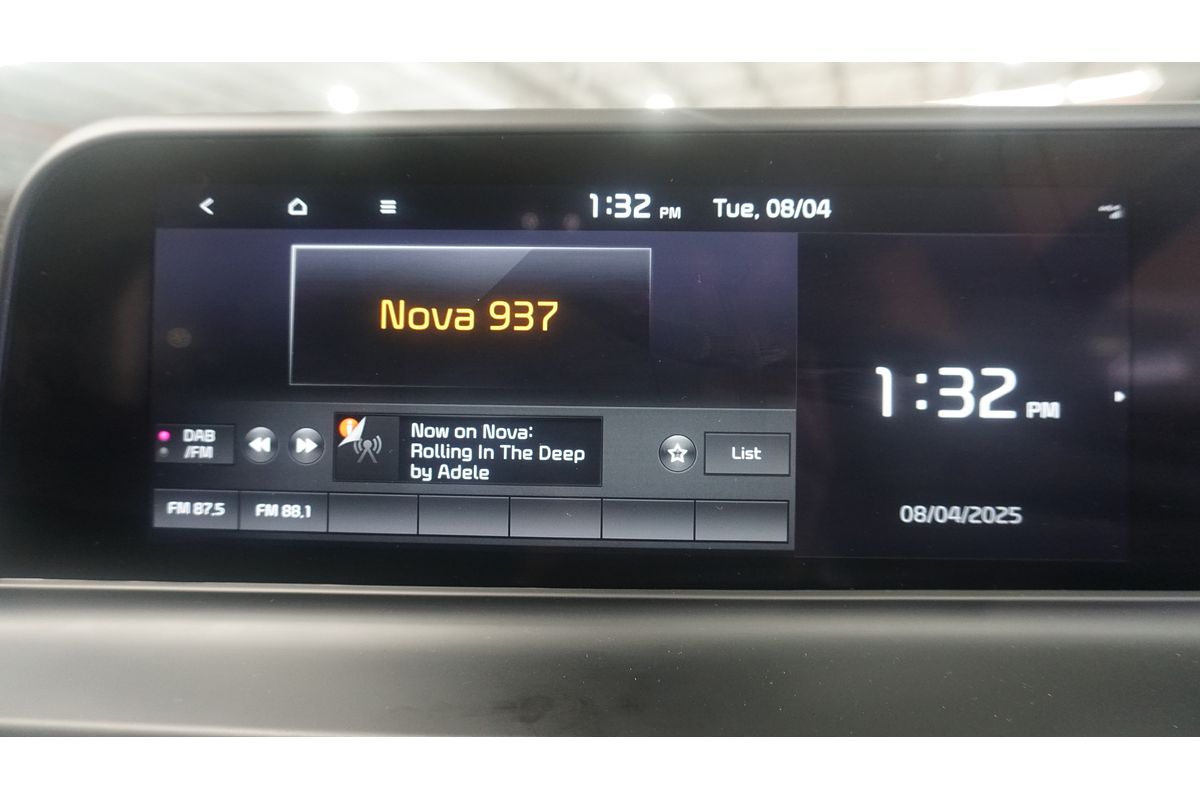 1:32 PM Tue, 08/04
Nova 937
1:32 PM
DAB
/FM
Now on Nova:
Rolling In The Deep
by Adele
List
FM 87.5 FM 88.1
08/04/2025